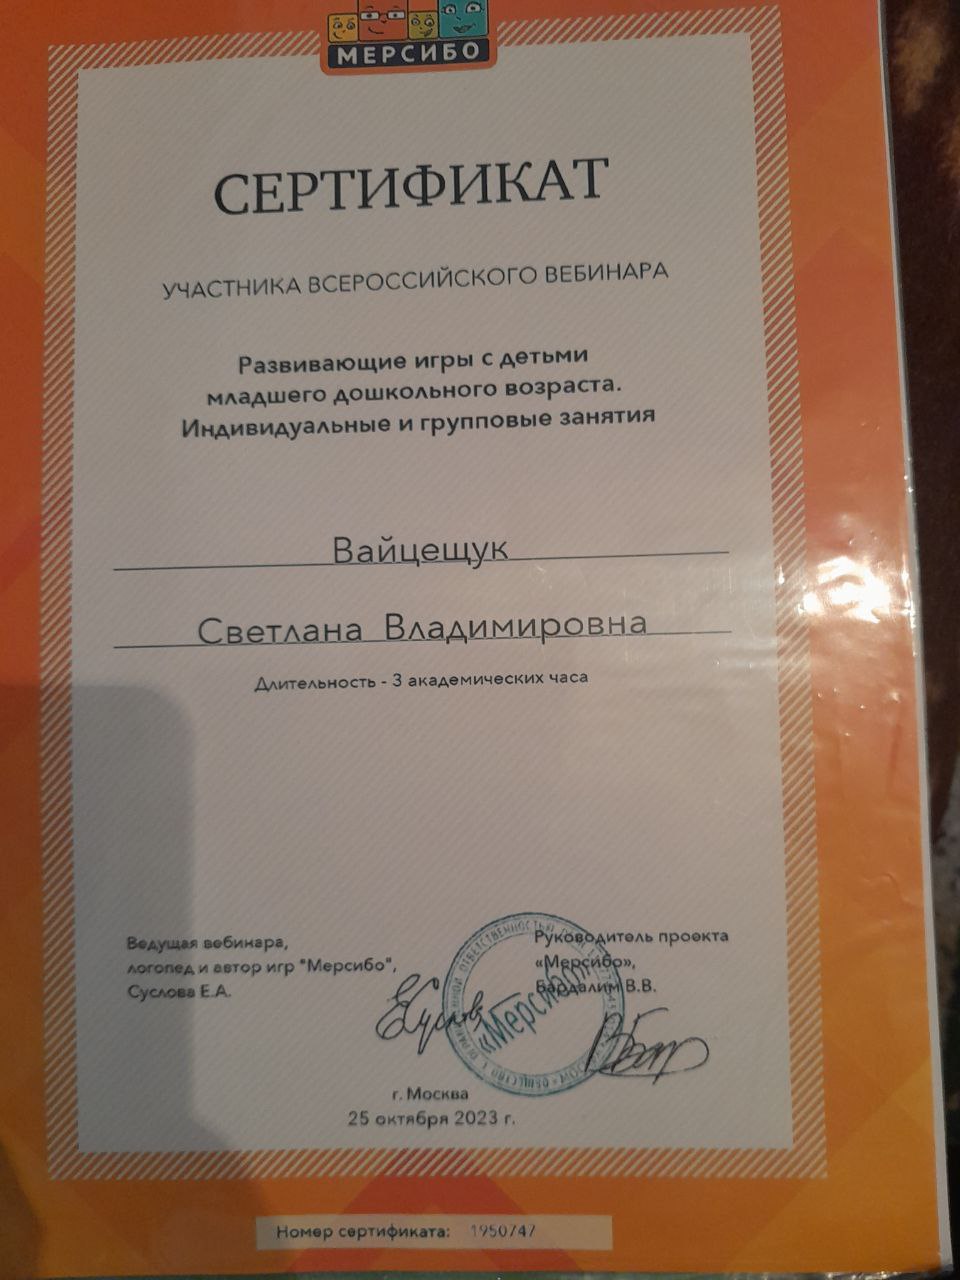 МЕРСИБО
СЕРТИФИКАТ
УЧАСТНИКА ВСЕРОССИЙСКОГО ВЕБИНАРА
Развивающие игры с детьми
младшего дошкольного возраста.
Индивидуальные и групповые занятия
Вайцещук
Светлана Владимировна
Длительность - 3 академических часа
Ведущая вебинара,
логопед и автор игр "Мерсибо",
Суслова Е.А.
Руководитель проекта
«Мерсибо»,
Бардалим В.В.
«Мерсибо»
г. Москва
25 октября 2023 г.
Номер сертификата: 1950747